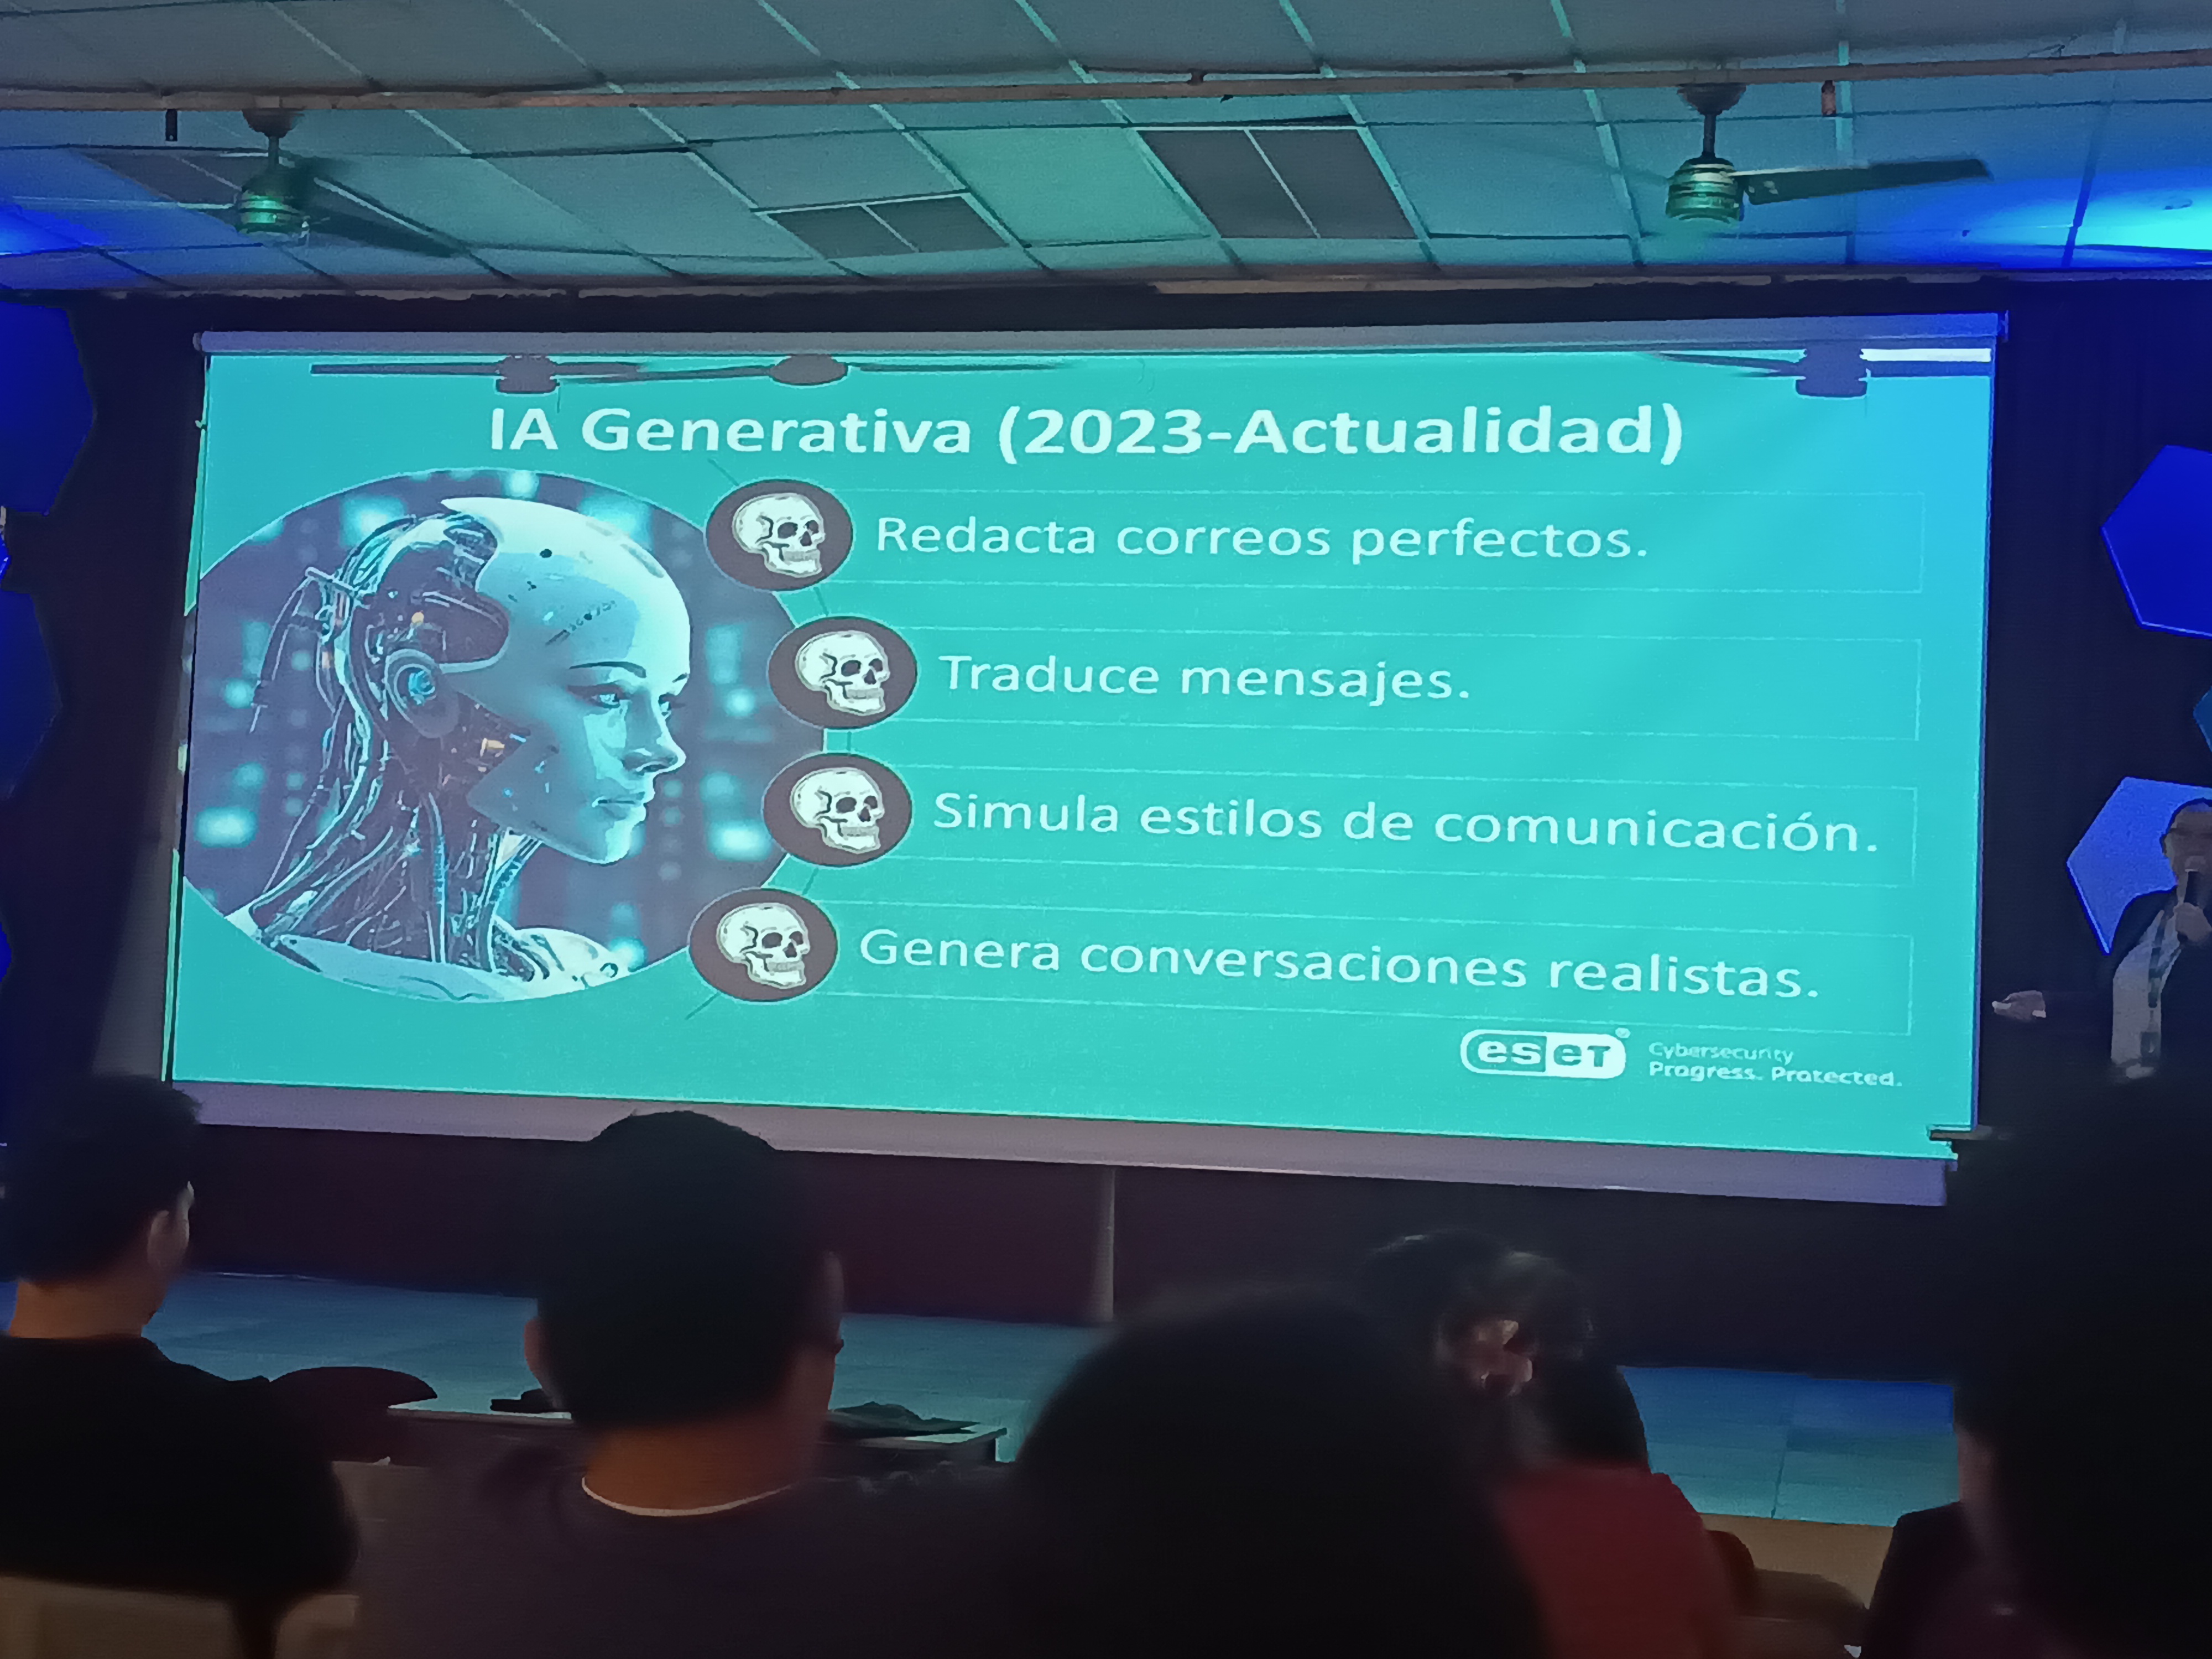 IA Generativa (2023-Actualidad)
Redacta correos perfectos.
Traduce mensajes.
Simula estilos de comunicación.
Genera conversaciones realistas.
eseT®
Cybersecurity
Progress. Protected.